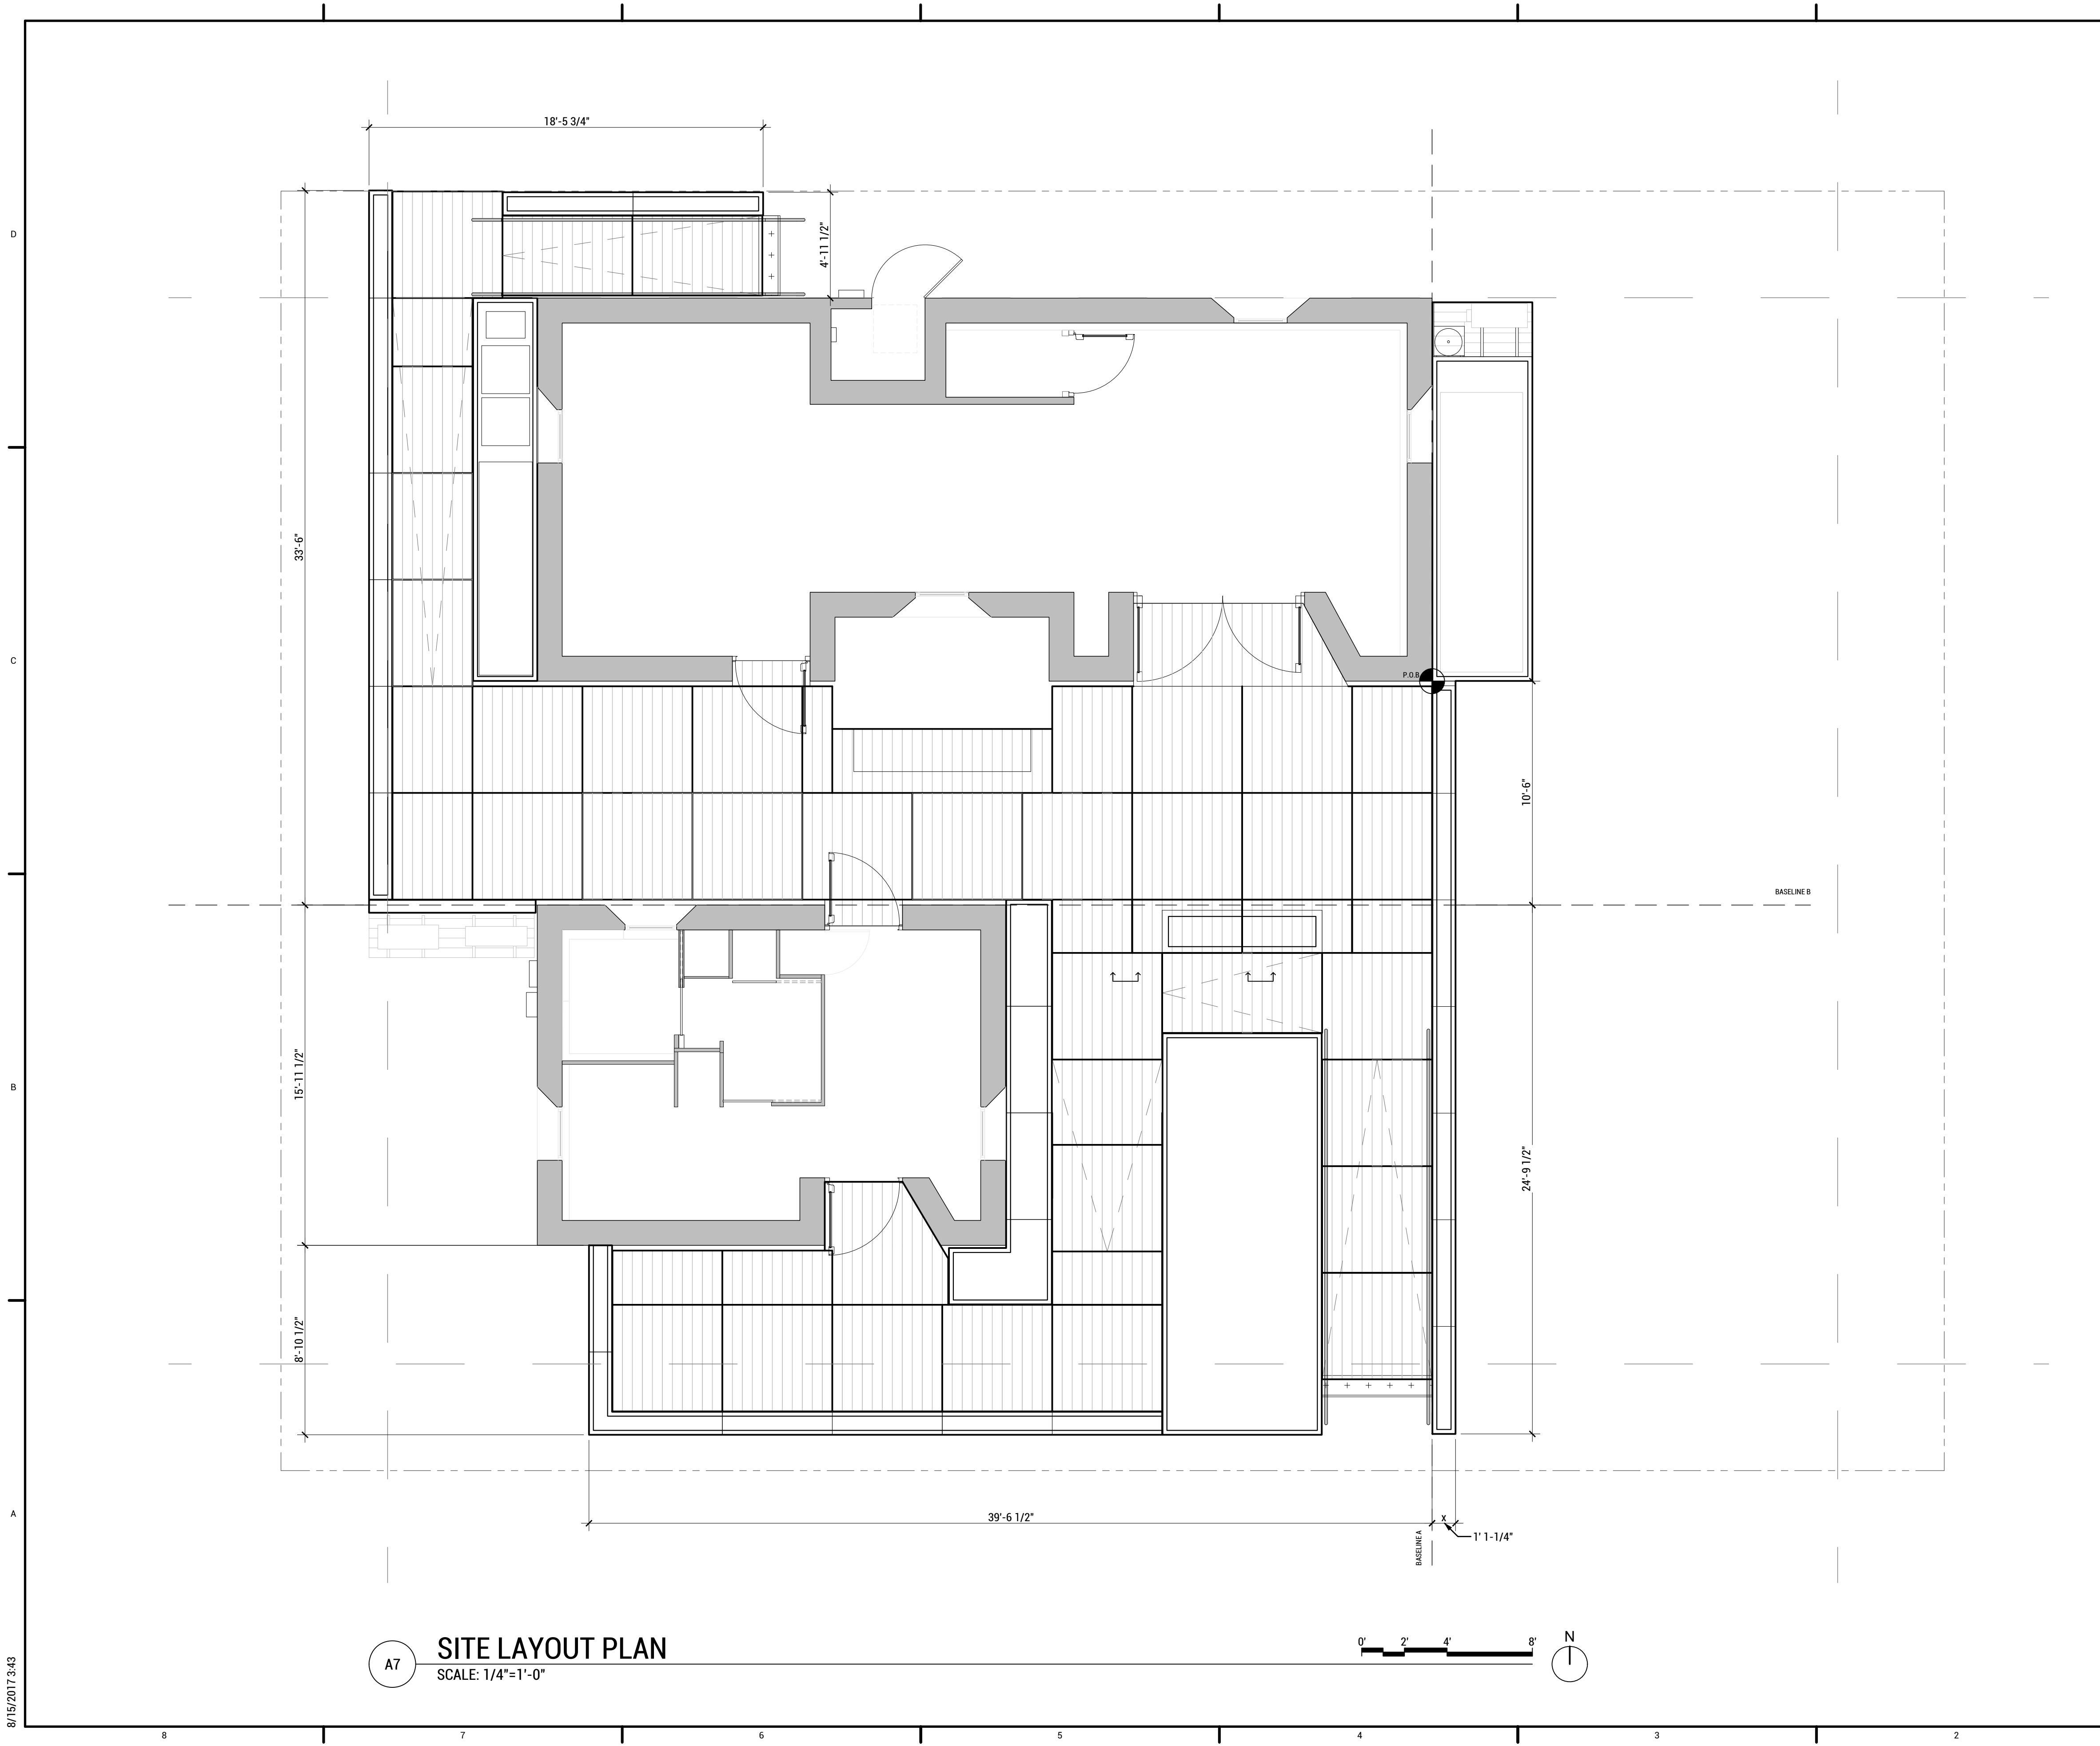 18'-5 3/4"
4'-11 1/2"
D
33'-6"
C
P.O.B.
10'-6"
BASELINE B
15'-11 1/2"
B
24'-9 1/2"
8'-10 1/2"
A
39'-6 1/2"
x
1' 1-1/4"
BASELINE A
A7
SITE LAYOUT PLAN
SCALE: 1/4"=1'-0"
0' 2' 4' 8'
N
8/15/2017 3:43
8 7 6 5 4 3 2